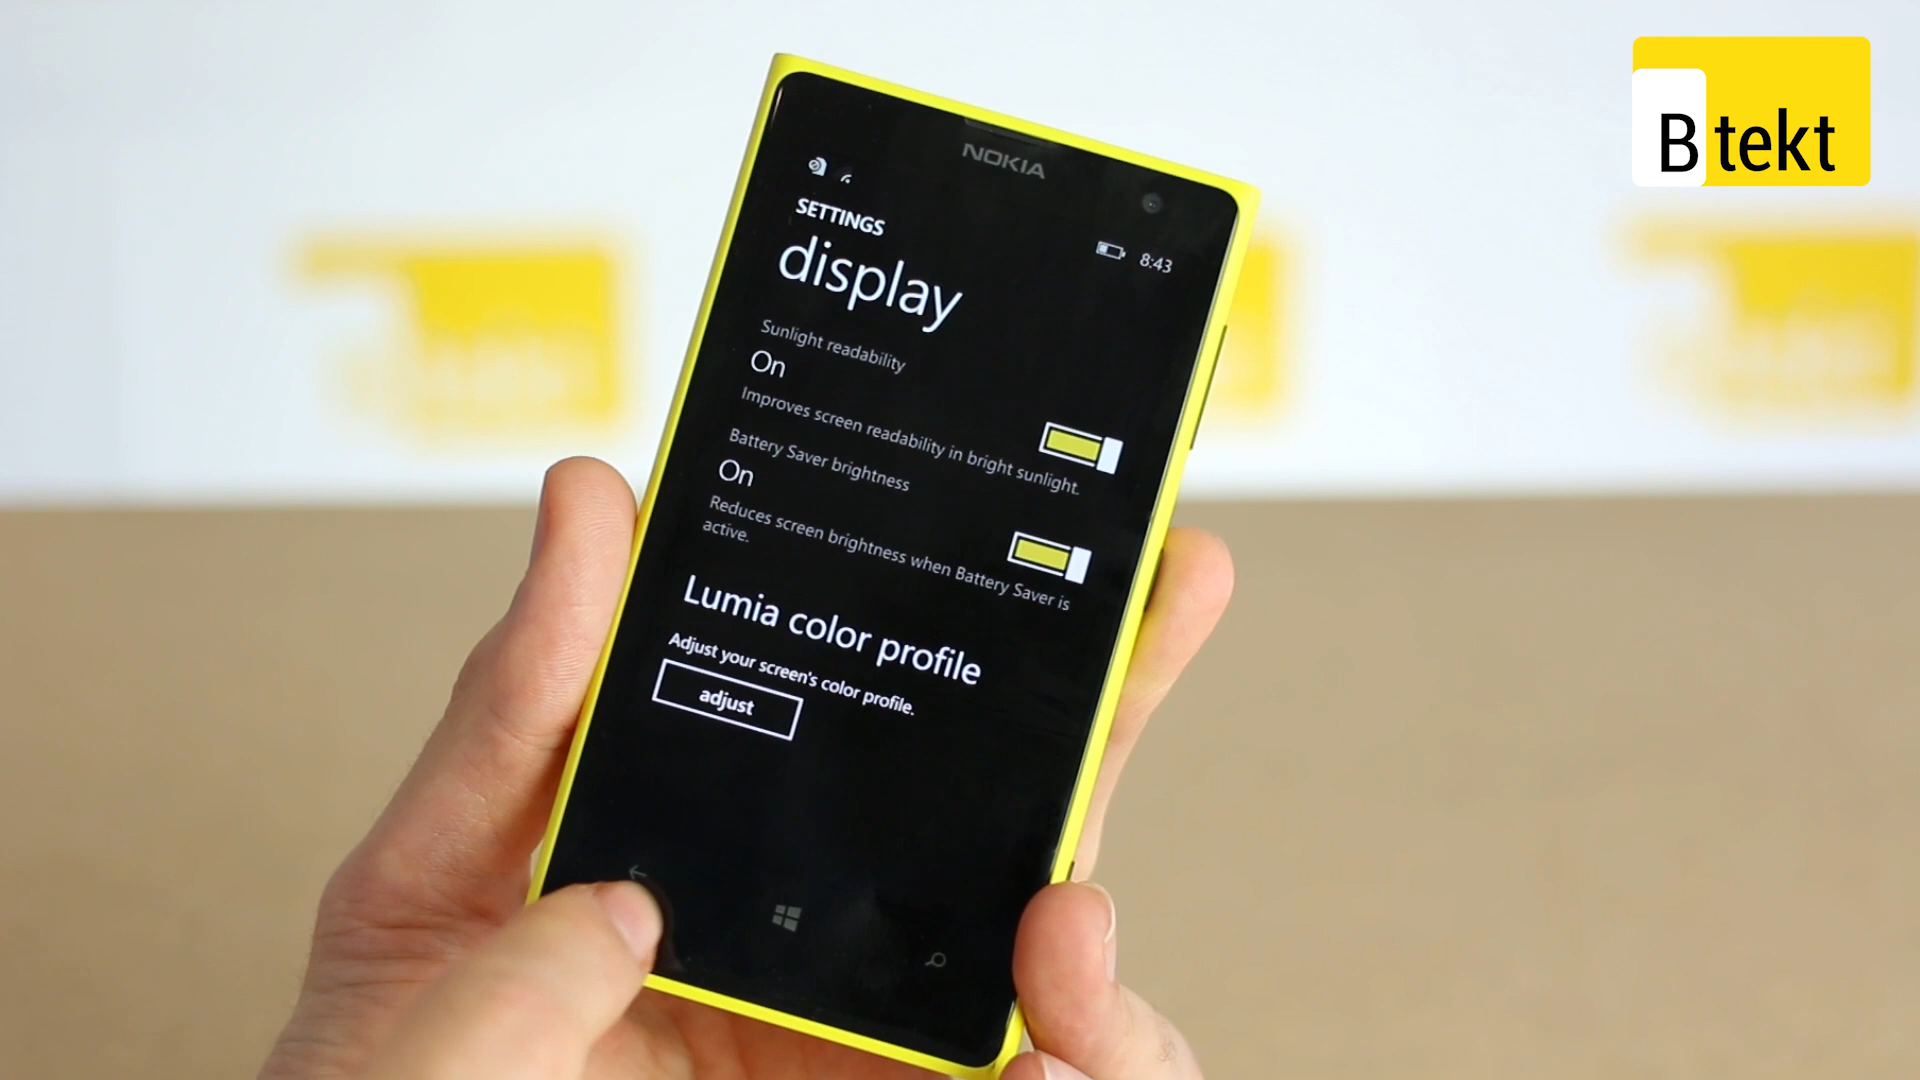 B tekt
NOKIA
8:43
SETTINGS
display
Sunlight readability
On
Improves screen readability in bright sunlight.
Battery Saver brightness
On
Reduces screen brightness when Battery Saver is
active.
Lumia color profile
Adjust your screen's color profile.
adjust